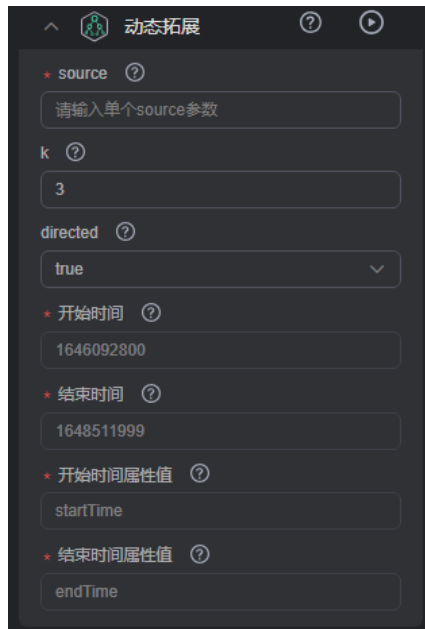 动态拓展
* source
请输入单个source参数
k
3
directed
true
* 开始时间
1646092800
* 结束时间
1648511999
* 开始时间属性值
startTime
* 结束时间属性值
endTime